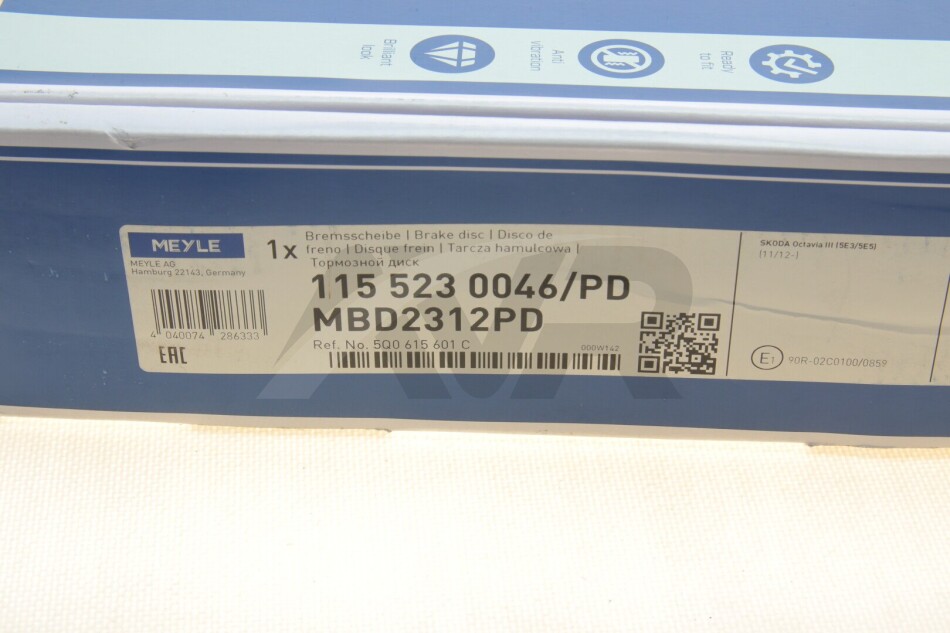 Brillant
look
Anti
vibration
Ready
to fit
MEYLE
MEYLE AG
Hamburg 22143, Germany
4 040074 286333
EAC
1x
Bremsscheibe | Brake disc | Disco de
freno | Disque frein | Tarcza hamulcowa |
Тормозной диск
115 523 0046/PD
MBD2312PD
Ref. No. 5Q0 615 601 C
000W142
SKODA Octavia III (5E3/5E5)
(11/12-)
E1
90R-02C0100/0859
AVR